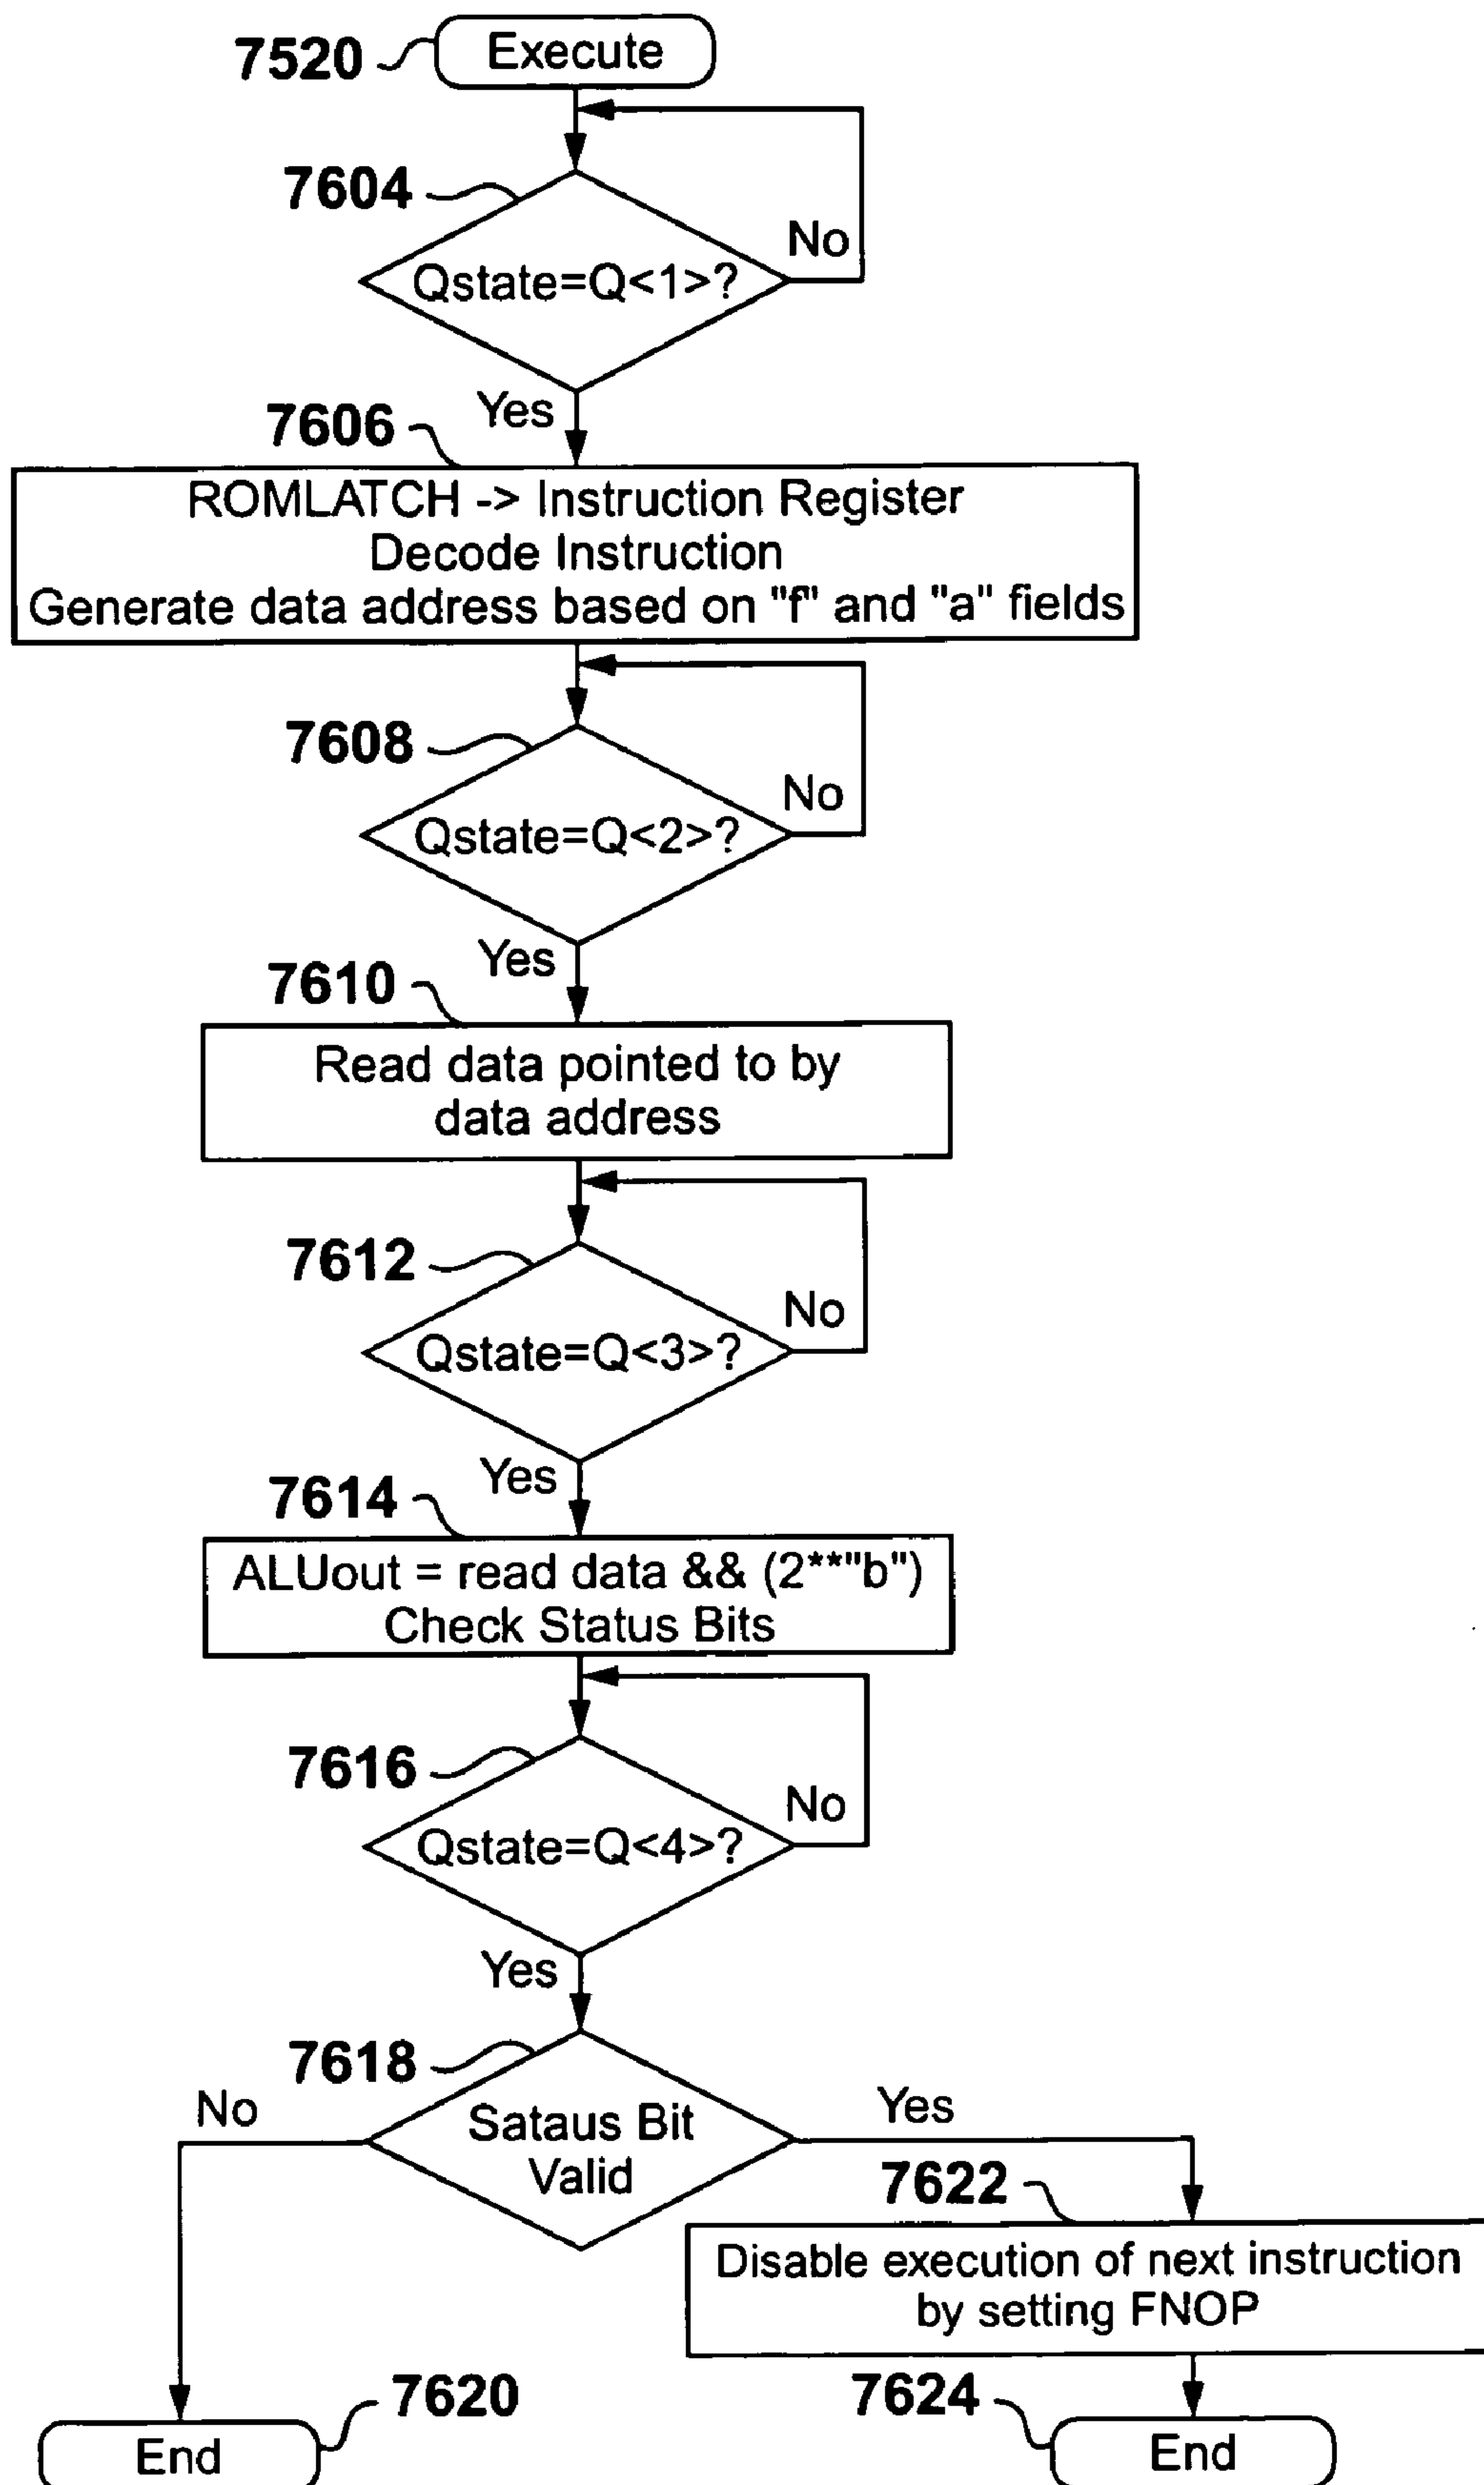 7520
Execute
7604
No
Qstate=Q<1>?
Yes
7606
ROMLATCH -> Instruction Register
Decode Instruction
Generate data address based on "f" and "a" fields
7608
No
Qstate=Q<2>?
Yes
7610
Read data pointed to by
data address
7612
No
Qstate=Q<3>?
Yes
7614
ALUout = read data && (2**"b")
Check Status Bits
7616
No
Qstate=Q<4>?
Yes
7618
No
Yes
Sataus Bit
Valid
7622
Disable execution of next instruction
by setting FNOP
7620
7624
End
End